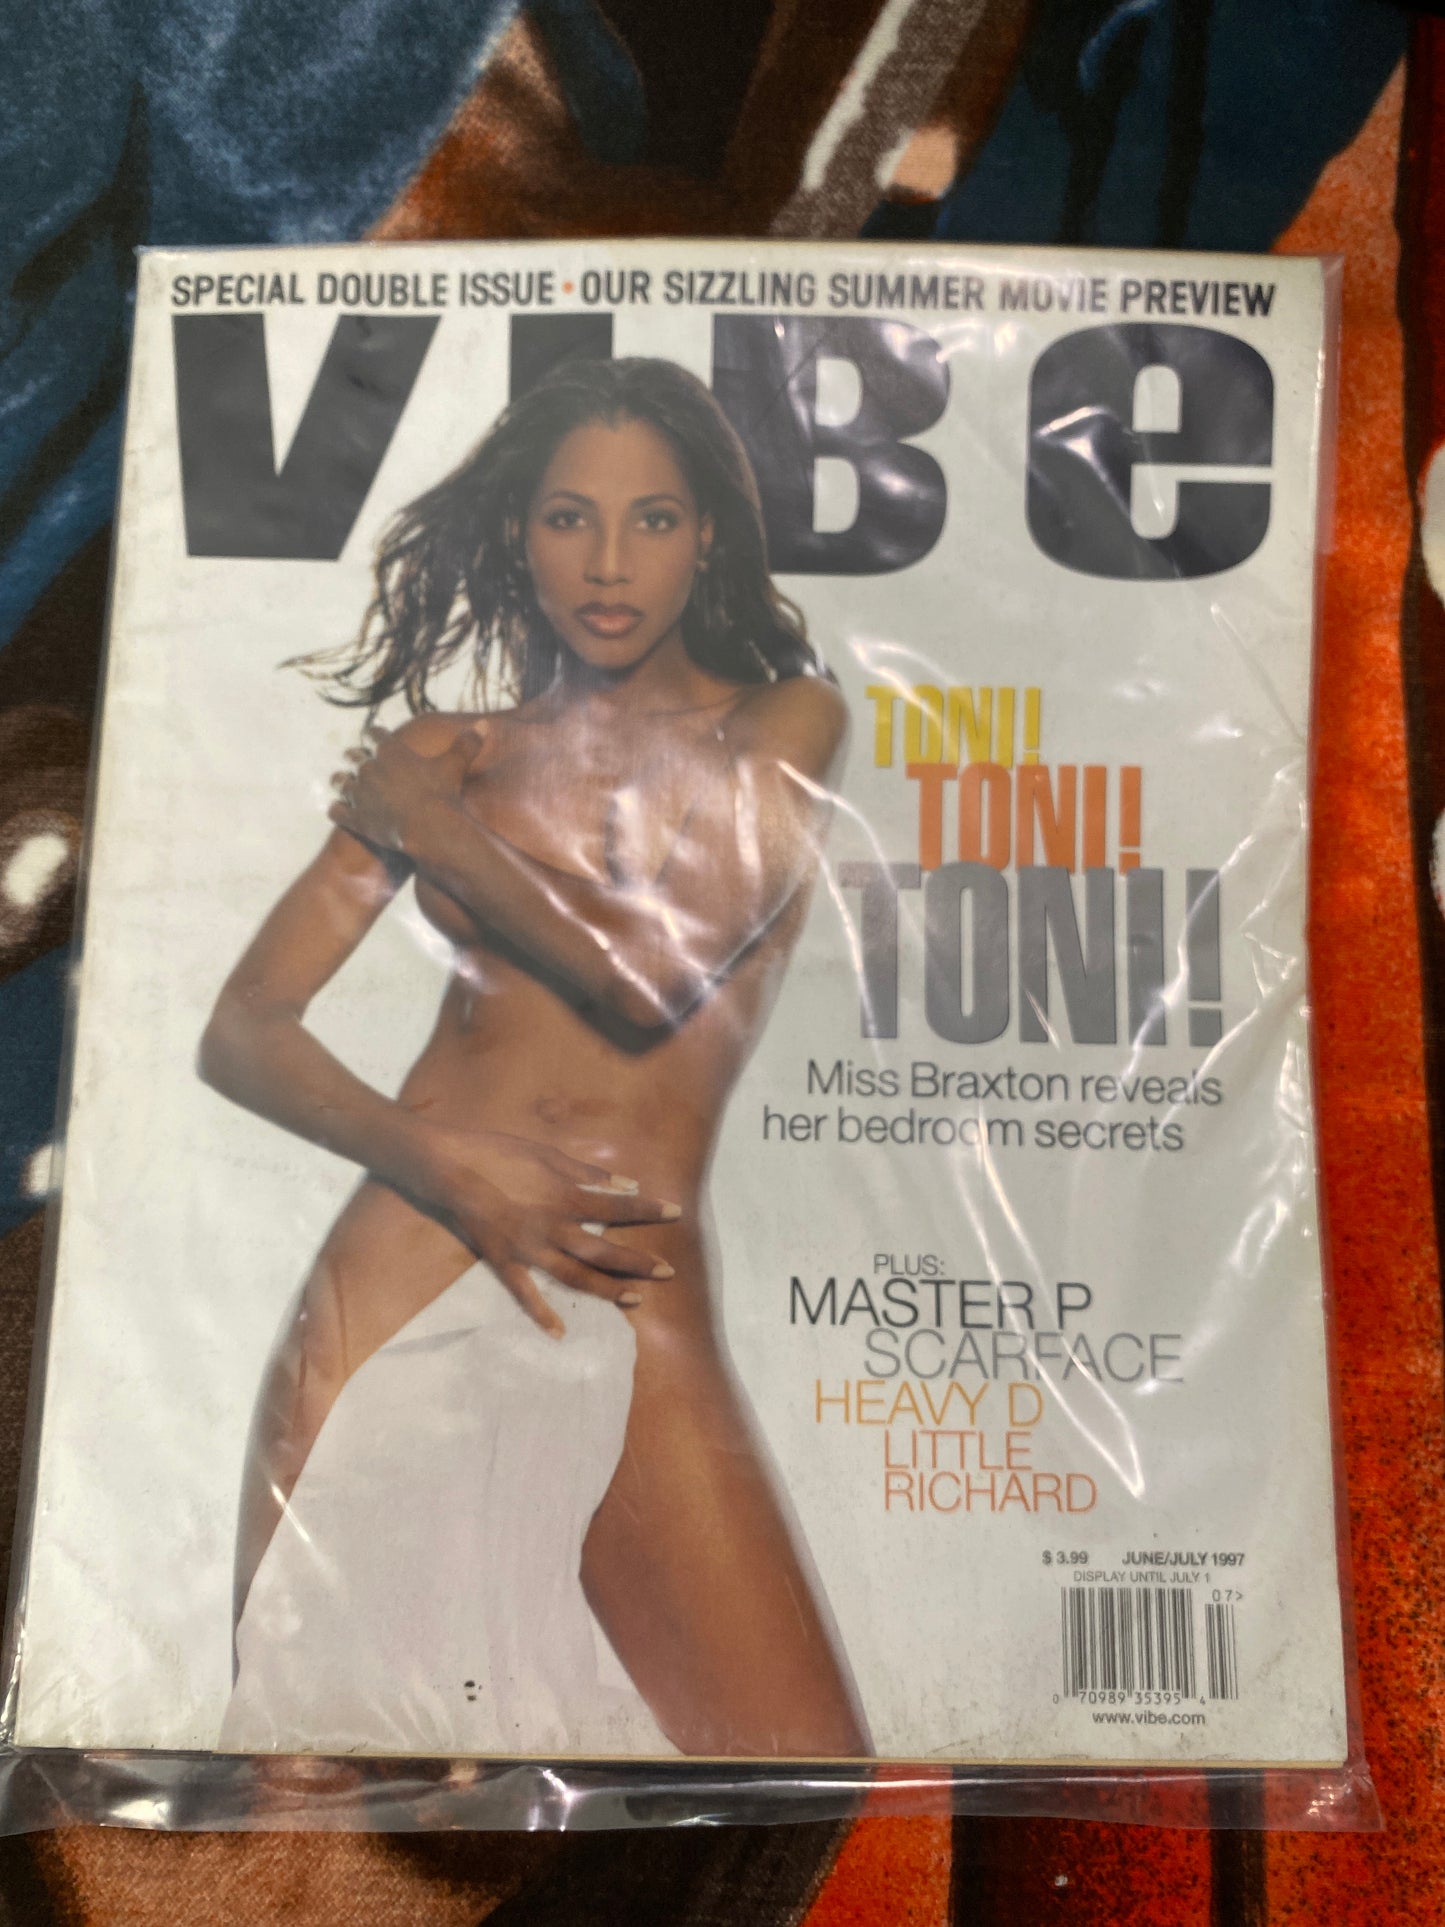 SPECIAL DOUBLE ISSUE • OUR SIZZLING SUMMER MOVIE PREVIEW
VIBe
TONI!
TONI!
TONI!
Miss Braxton reveals
her bedroom secrets
PLUS:
MASTER P
SCARFACE
HEAVY D
LITTLE
RICHARD
$ 3.99 JUNE/JULY 1997
DISPLAY UNTIL JULY 1
07>
0 70989 35395 4
www.vibe.com